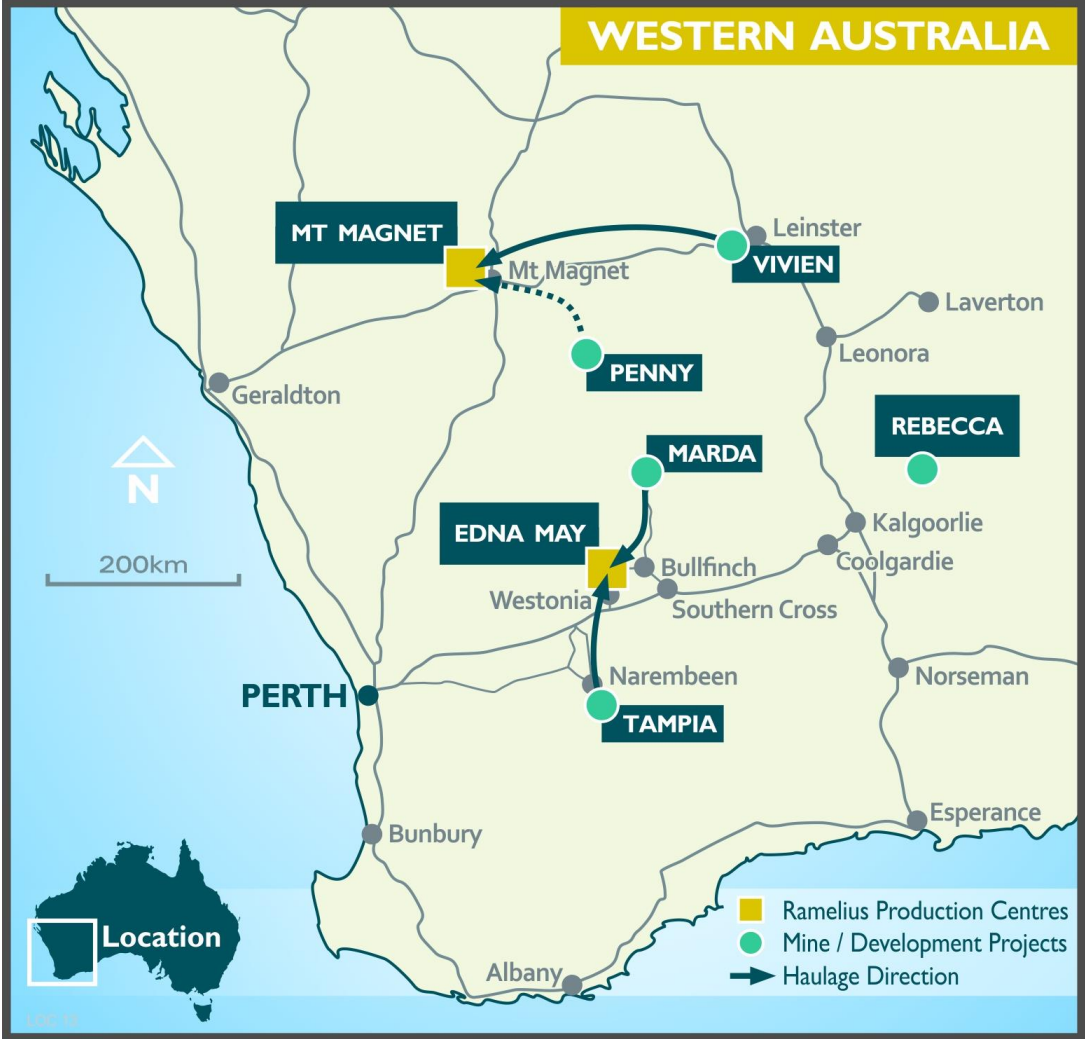 WESTERN AUSTRALIA
MT MAGNET
Mt Magnet
Leinster
VIVIEN
Laverton
Leonora
PENNY
Geraldton
REBECCA
MARDA
N
200km
EDNA MAY
Kalgoorlie
Coolgardie
Bullfinch
Westonia
Southern Cross
Narembeen
Norseman
PERTH
TAMPIA
Esperance
Bunbury
Location
Ramelius Production Centres
Mine / Development Projects
Haulage Direction
Albany